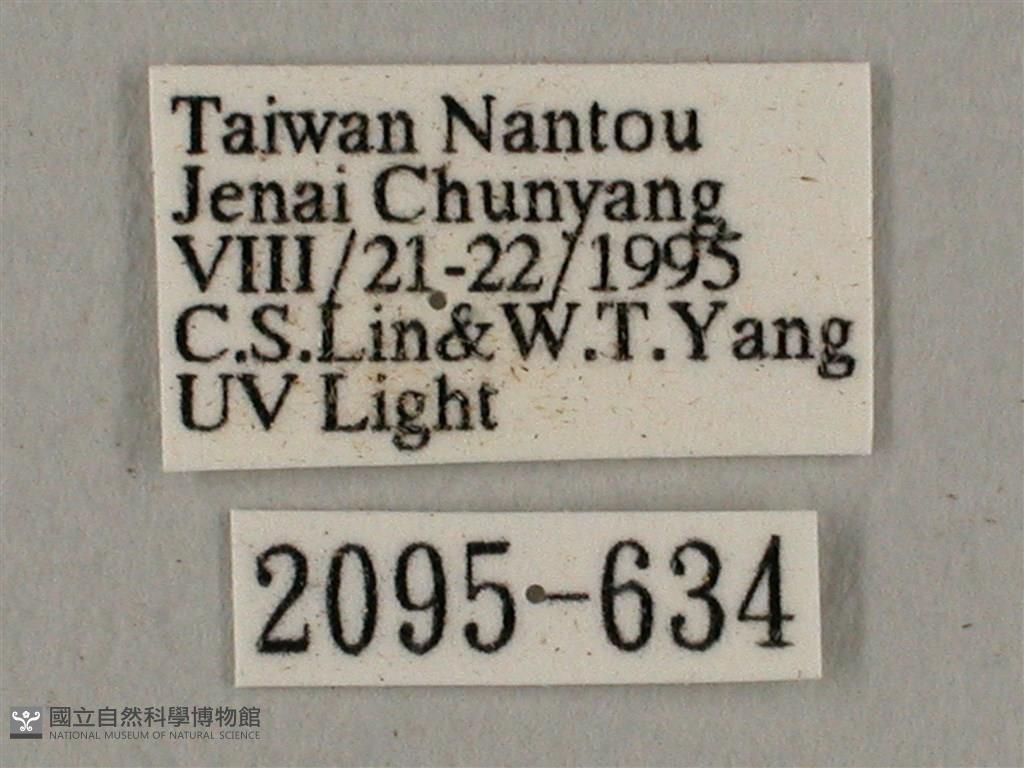 Taiwan Nantou
Jenai Chunyang
VIII/21-22/1995
C.S.Lin&W.T.Yang
UV Light
2095-634
國立自然科學博物館
NATIONAL MUSEUM OF NATURAL SCIENCE